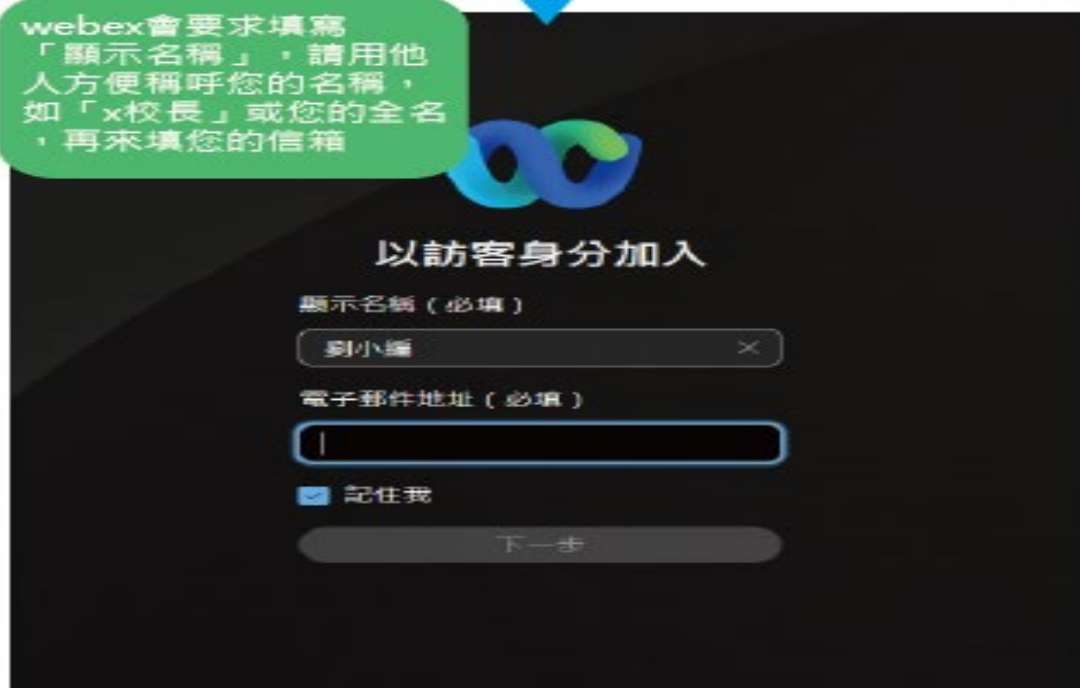 webex會要求填寫
「顯示名稱」，請用他
人方便稱呼您的名稱，
如「x校長」或您的全名
，再來填您的信箱
以訪客身分加入
顯示名稱（必填）
劉小編
電子郵件地址（必填）
記住我
下一步